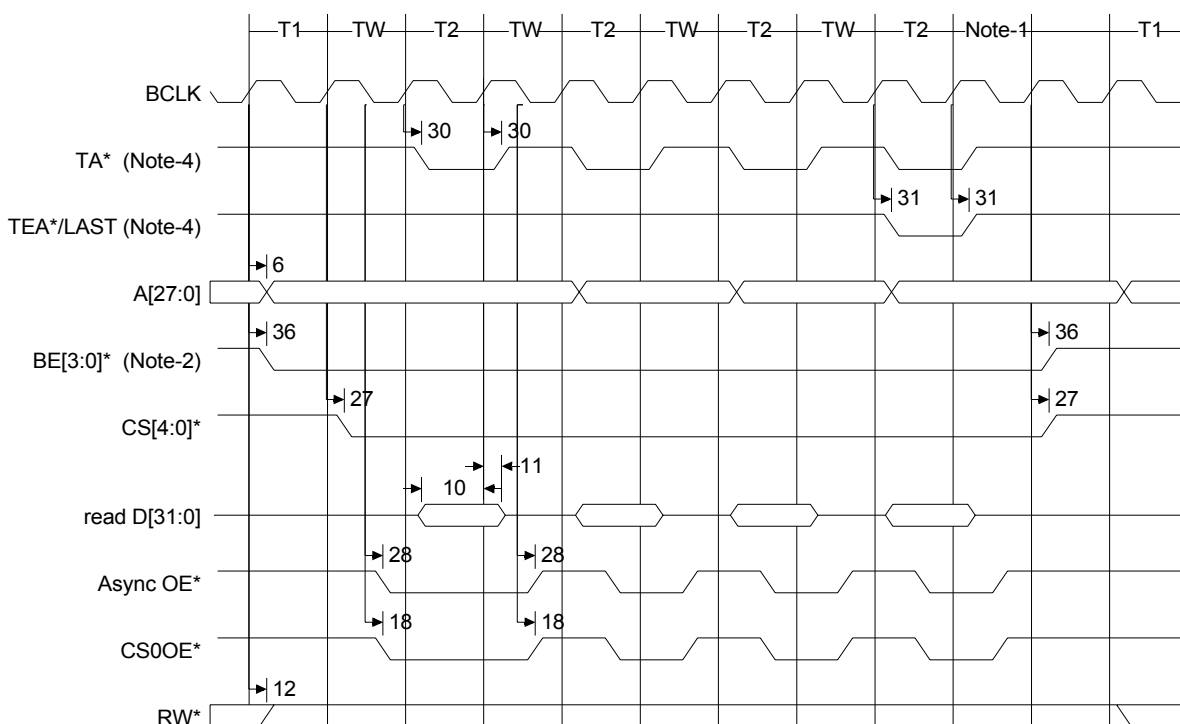 T1 TW T2 TW T2 TW T2 TW T2 Note-1 T1
BCLK
30 30
TA* (Note-4)
31 31
TEA*/LAST (Note-4)
6
A[27:0]
36 36
BE[3:0]* (Note-2)
27 27
CS[4:0]*
11
10
read D[31:0]
28 28
Async OE*
18 18
CS0OE*
12
RW*